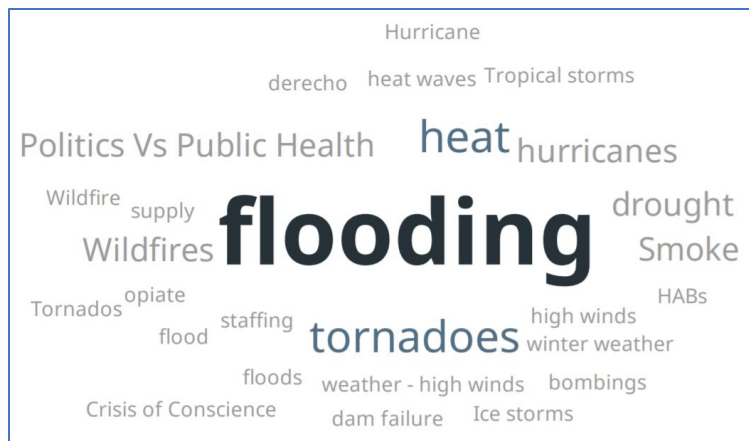 Hurricane
derecho heat waves Tropical storms
Politics Vs Public Health heat hurricanes
Wildfire supply flooding drought
Wildfires Smoke
Tornados opiate HABs
flood staffing tornadoes high winds
winter weather
floods weather - high winds bombings
Crisis of Conscience dam failure Ice storms